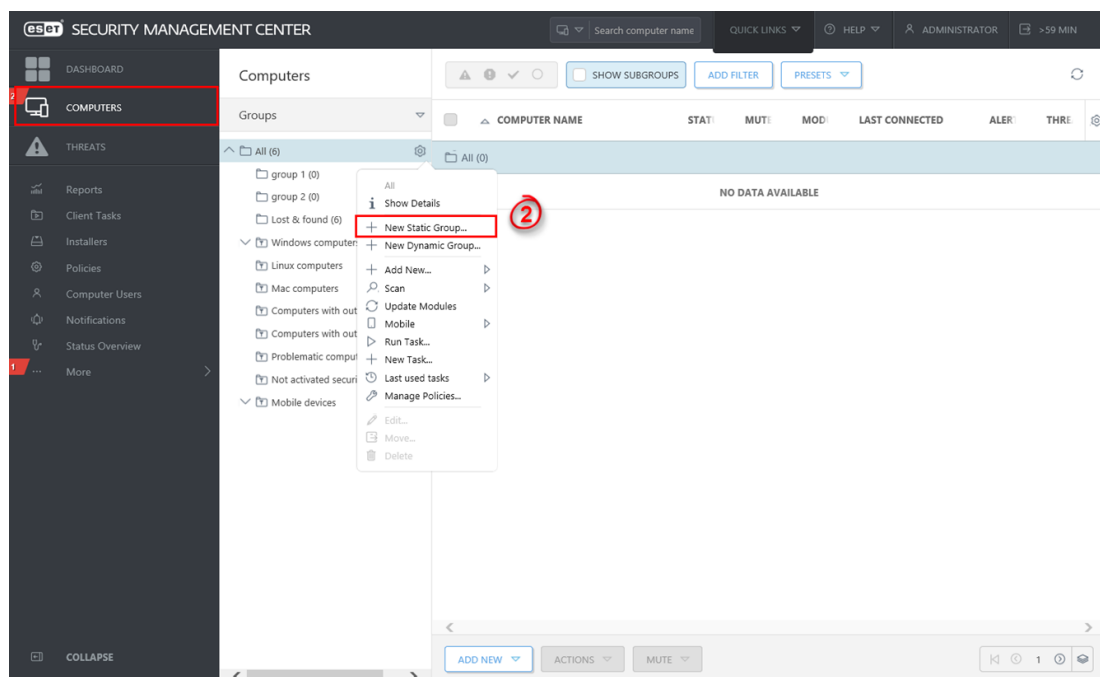 eset SECURITY MANAGEMENT CENTER
Search computer name
QUICK LINKS
HELP
ADMINISTRATOR
>59 MIN
DASHBOARD
2
COMPUTERS
THREATS
Reports
Client Tasks
Installers
Policies
Computer Users
Notifications
Status Overview
1
More
COLLAPSE
Computers
Groups
All (6)
group 1 (0)
group 2 (0)
Lost & found (6)
Windows computer
Linux computers
Mac computers
Computers with out
Computers with out
Problematic comput
Not activated securi
Mobile devices
All
Show Details
New Static Group...
2
New Dynamic Group...
Add New...
Scan
Update Modules
Mobile
Run Task...
New Task...
Last used tasks
Manage Policies...
Edit...
Move...
Delete
SHOW SUBGROUPS
ADD FILTER
PRESETS
COMPUTER NAME STAT MUTE MOD LAST CONNECTED ALER THRE
All (0)
NO DATA AVAILABLE
ADD NEW
ACTIONS
MUTE
1